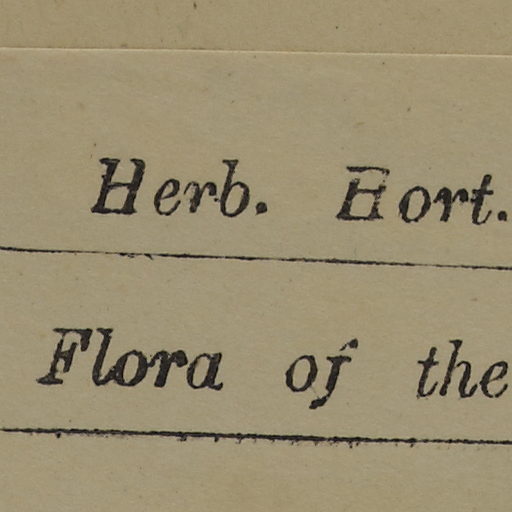 Herb. Hort.
Flora of the